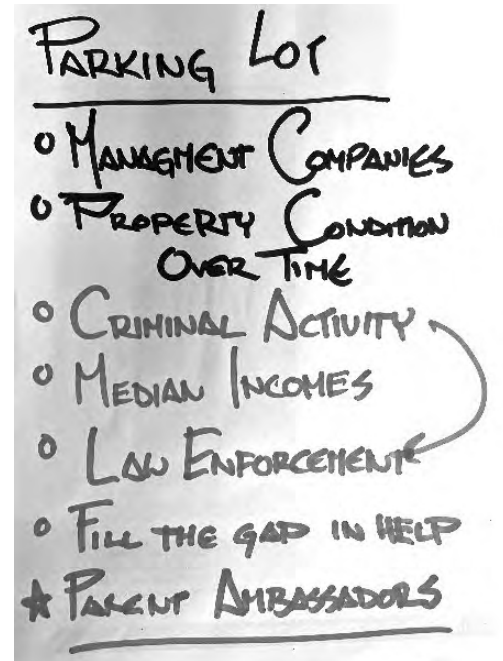 PARKING LOT
o MANAGMENT COMPANIES
o PROPERTY CONDITION
OVER TIME
o CRIMINAL ACTIVITY
o MEDIAN INCOMES
o LAW ENFORCEMENT
o FILL THE GAP IN HELP
☆ PARENT AMBASSADORS